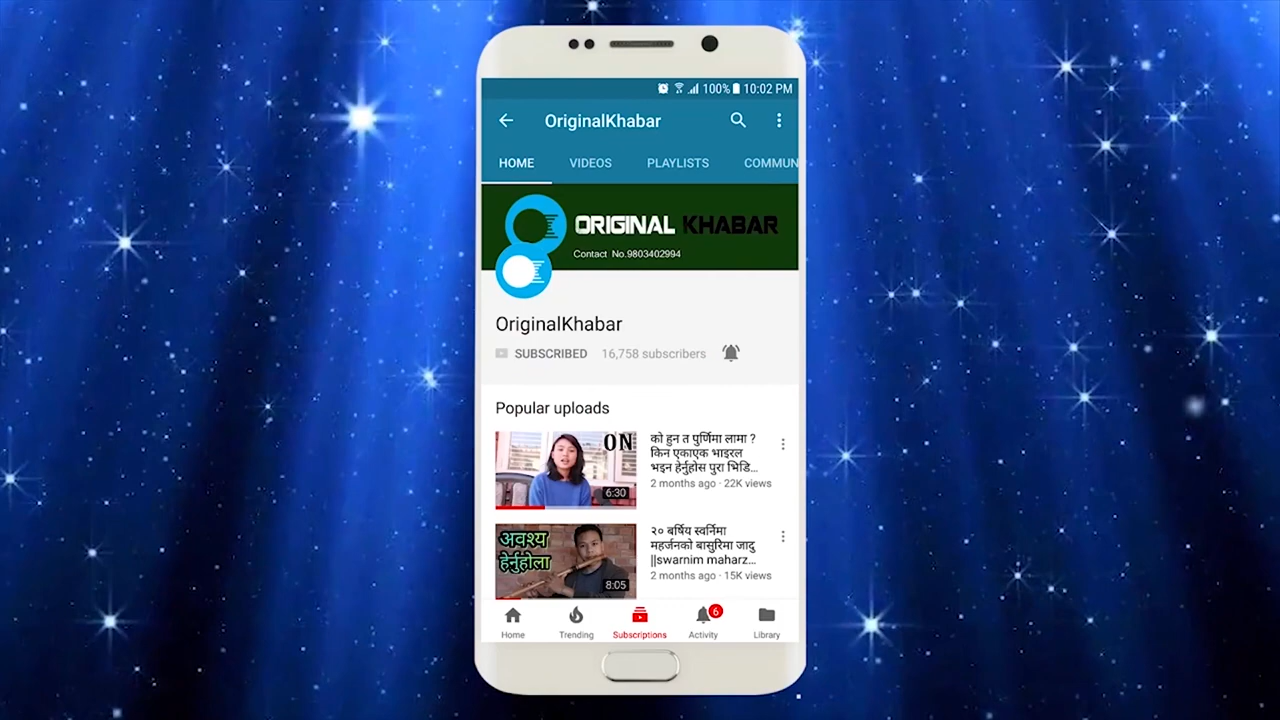 100% 10:02 PM
OriginalKhabar
HOME VIDEOS PLAYLISTS COMMUN
ORIGINAL KHABAR
Contact No.9803402994
OriginalKhabar
SUBSCRIBED 16,758 subscribers
Popular uploads
ON
6:30
को हुन त पुर्णिमा लामा ?
किन एकाएक भाइरल
भइन हेर्नुहोस पुरा भिडि...
2 months ago · 22K views
अवश्य
हेर्नुहोला
8:05
२० बर्षिय स्वर्निमा
महर्जनको बासुरिमा जादु
||swarnim maharz...
2 months ago · 15K views
6
Home Trending Subscriptions Activity Library